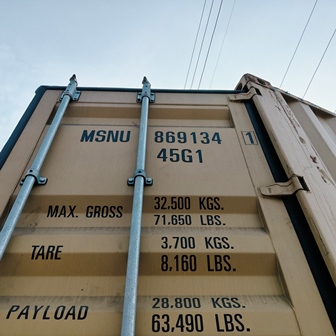 MSNU 869134 1
45G1
MAX. GROSS 32.500 KGS.
71.650 LBS.
TARE 3.700 KGS.
8,160 LBS.
PAYLOAD 28.800 KGS.
63,490 LBS.